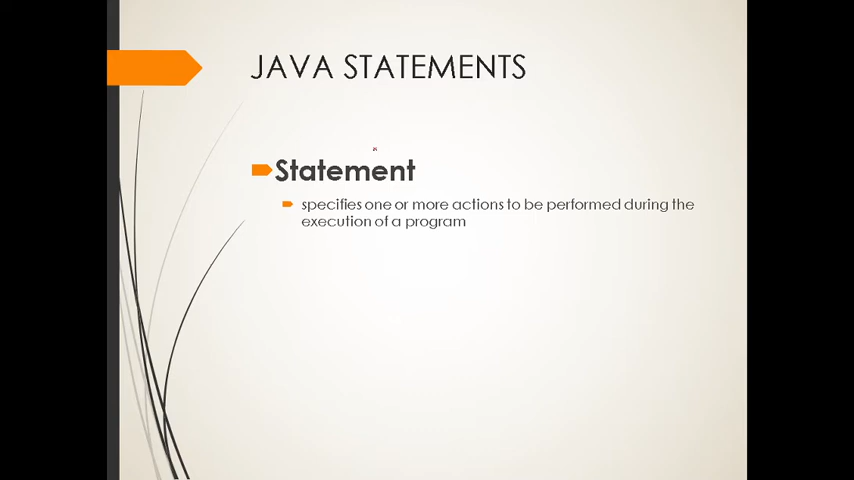 JAVA STATEMENTS
Statement
specifies one or more actions to be performed during the
execution of a program